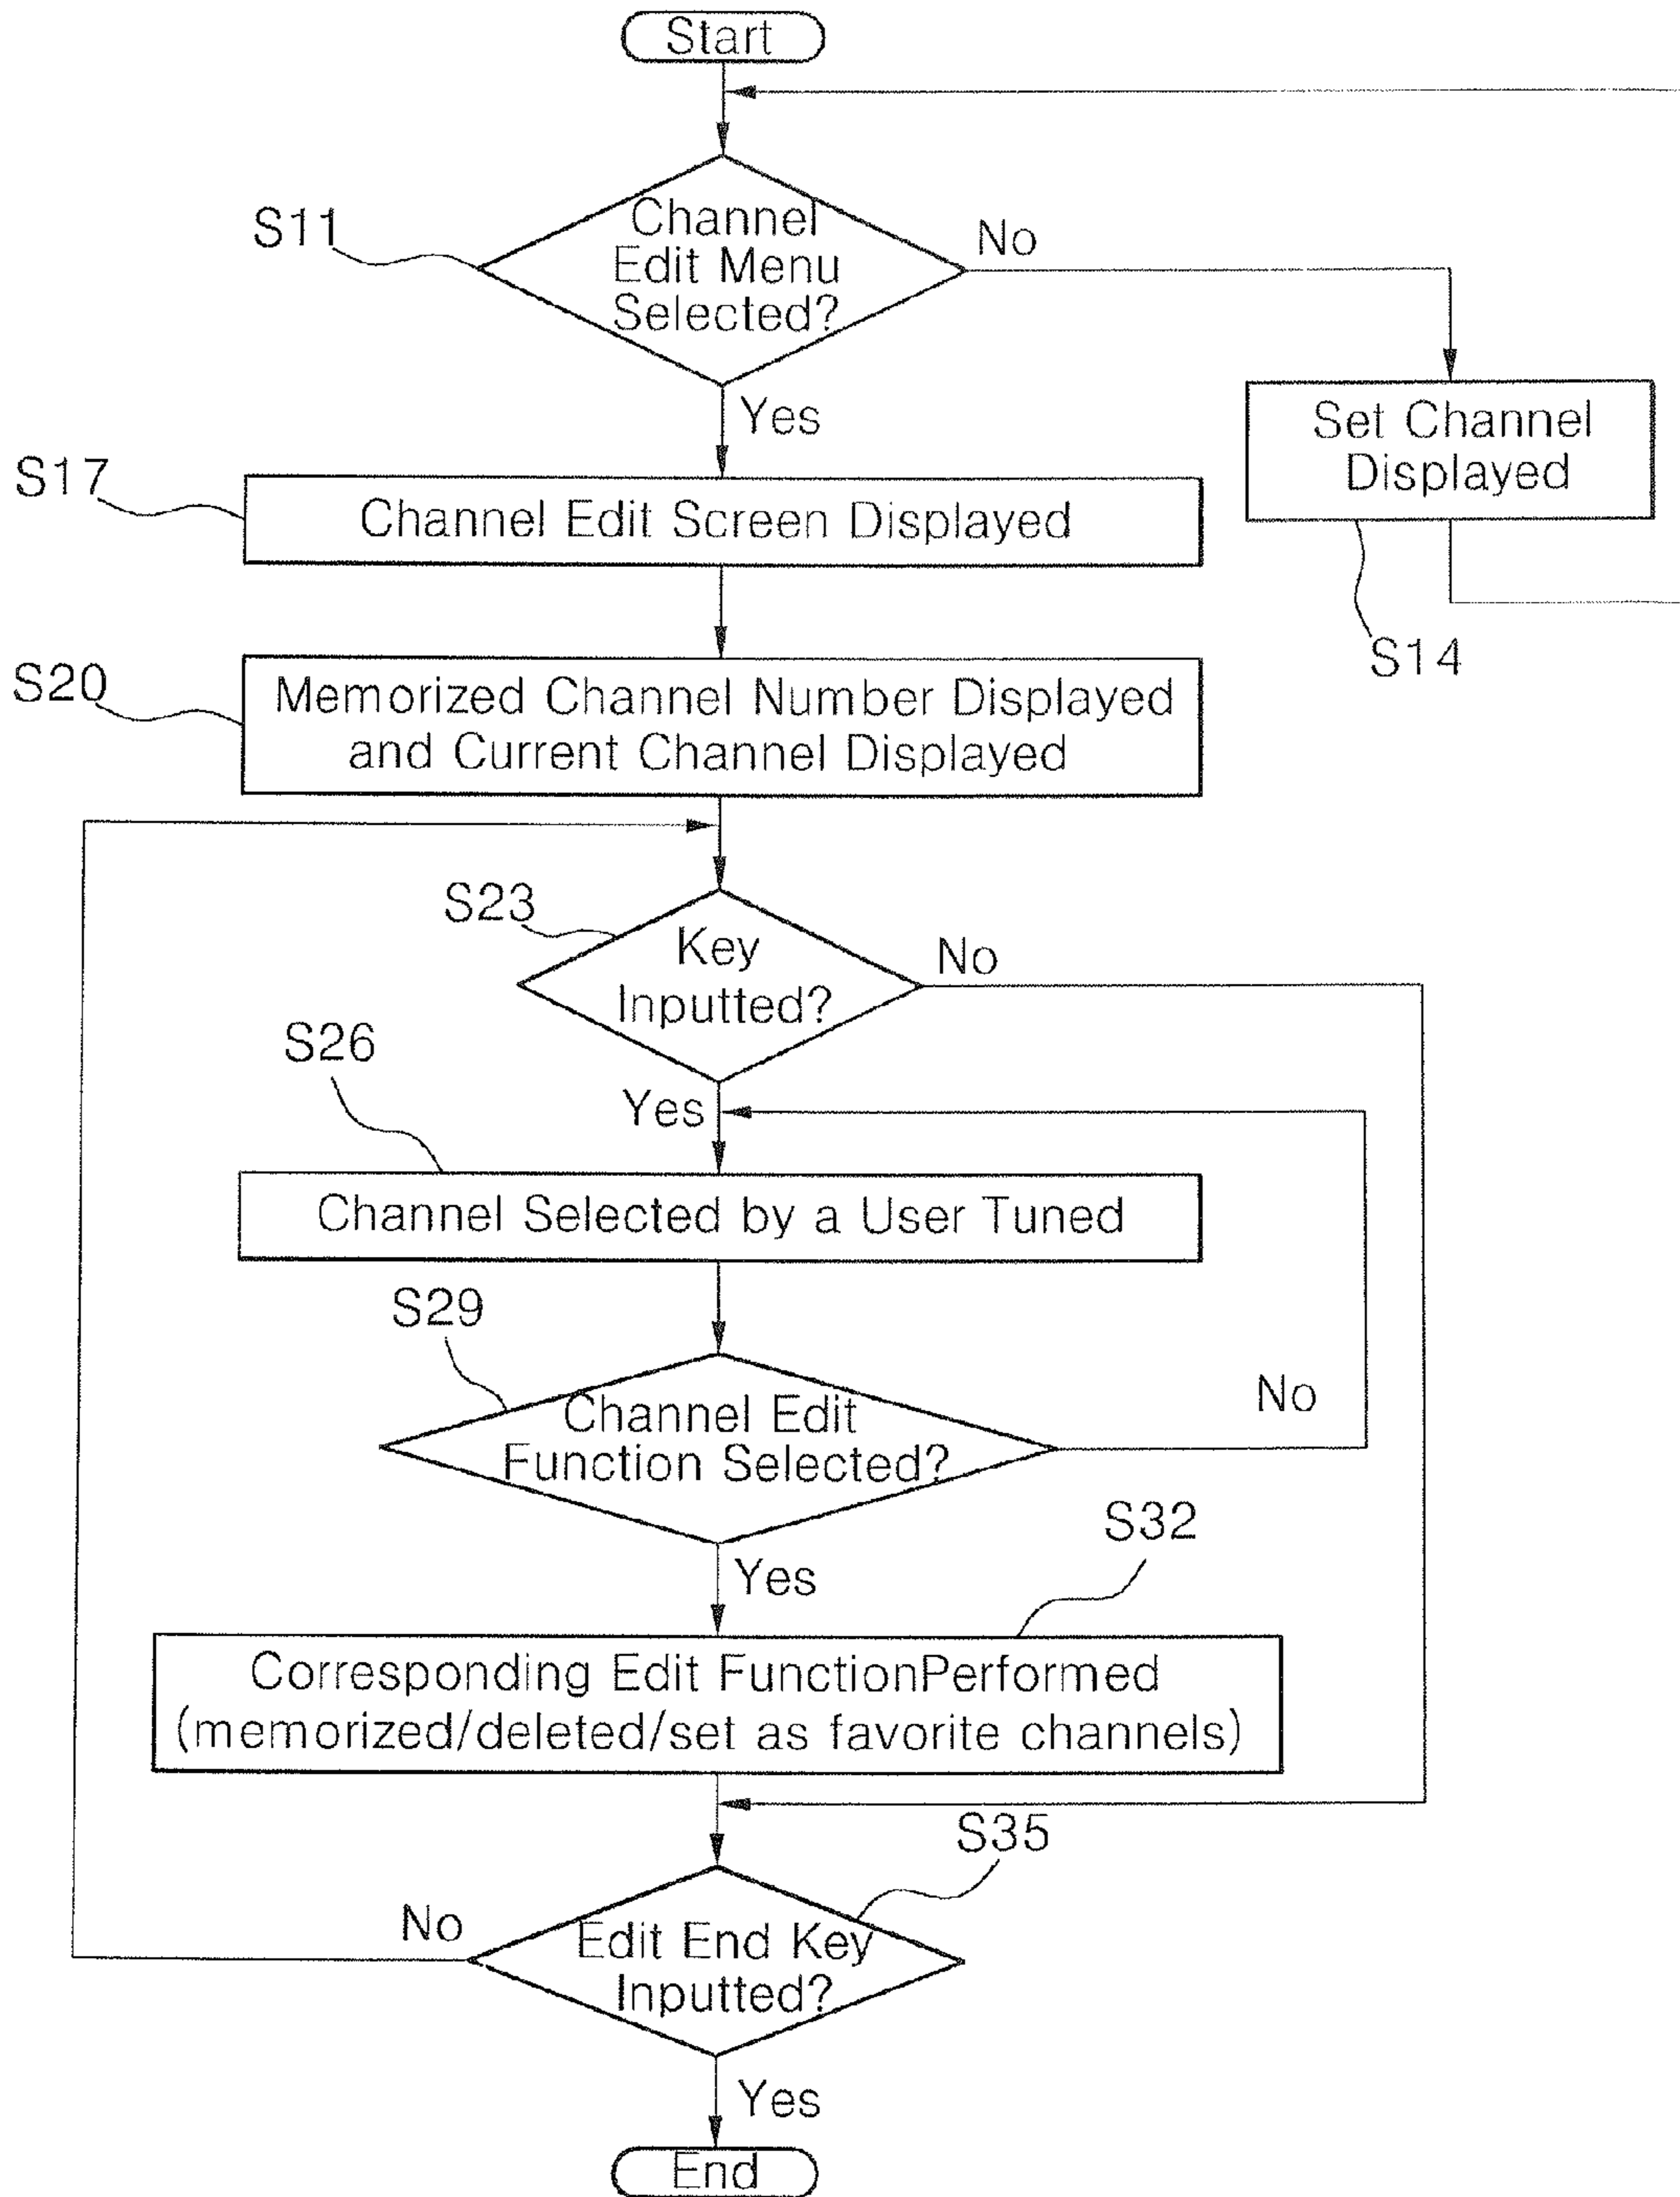 Start
S11
Channel
Edit Menu
Selected?
No
Yes
Set Channel
Displayed
S14
S17
Channel Edit Screen Displayed
S20
Memorized Channel Number Displayed
and Current Channel Displayed
S23
Key
Inputted?
No
Yes
S26
Channel Selected by a User Tuned
S29
Channel Edit
Function Selected?
No
Yes
S32
Corresponding Edit FunctionPerformed
(memorized/deleted/set as favorite channels)
S35
Edit End Key
Inputted?
No
Yes
End